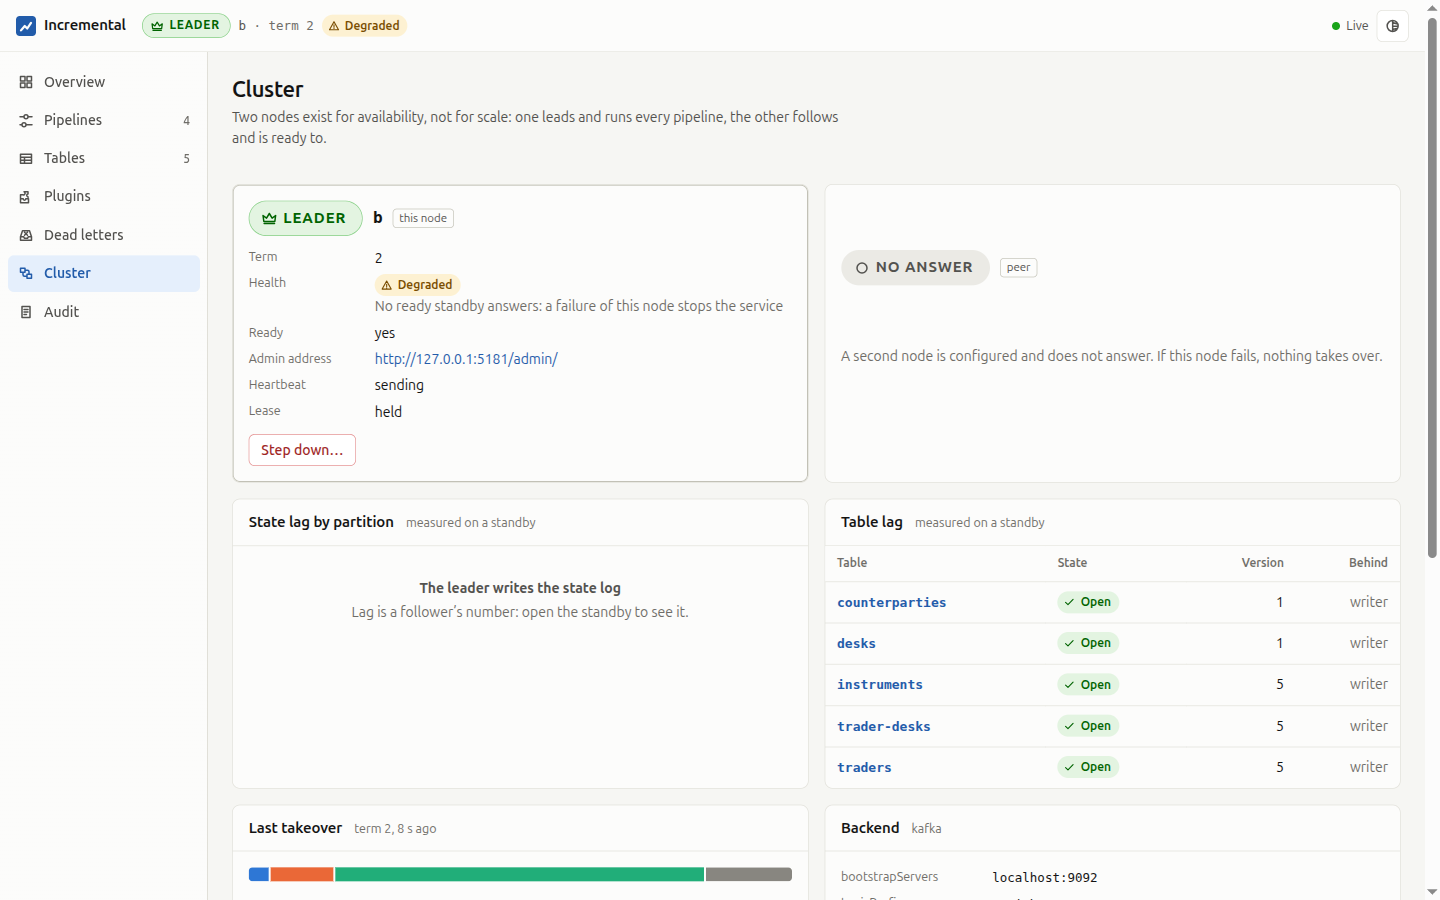 Incremental
LEADER b · term 2 Degraded
Live
Overview
Pipelines 4
Tables 5
Plugins
Dead letters
Cluster
Audit
Cluster
Two nodes exist for availability, not for scale: one leads and runs every pipeline, the other follows
and is ready to.
LEADER b this node
Term 2
Health Degraded
No ready standby answers: a failure of this node stops the service
Ready yes
Admin address http://127.0.0.1:5181/admin/
Heartbeat sending
Lease held
Step down…
NO ANSWER peer
A second node is configured and does not answer. If this node fails, nothing takes over.
State lag by partition measured on a standby
The leader writes the state log
Lag is a follower's number: open the standby to see it.
Table lag measured on a standby
Table State Version Behind
counterparties Open 1 writer
desks Open 1 writer
instruments Open 5 writer
trader-desks Open 5 writer
traders Open 5 writer
Last takeover term 2, 8 s ago
Backend kafka
bootstrapServers localhost:9092